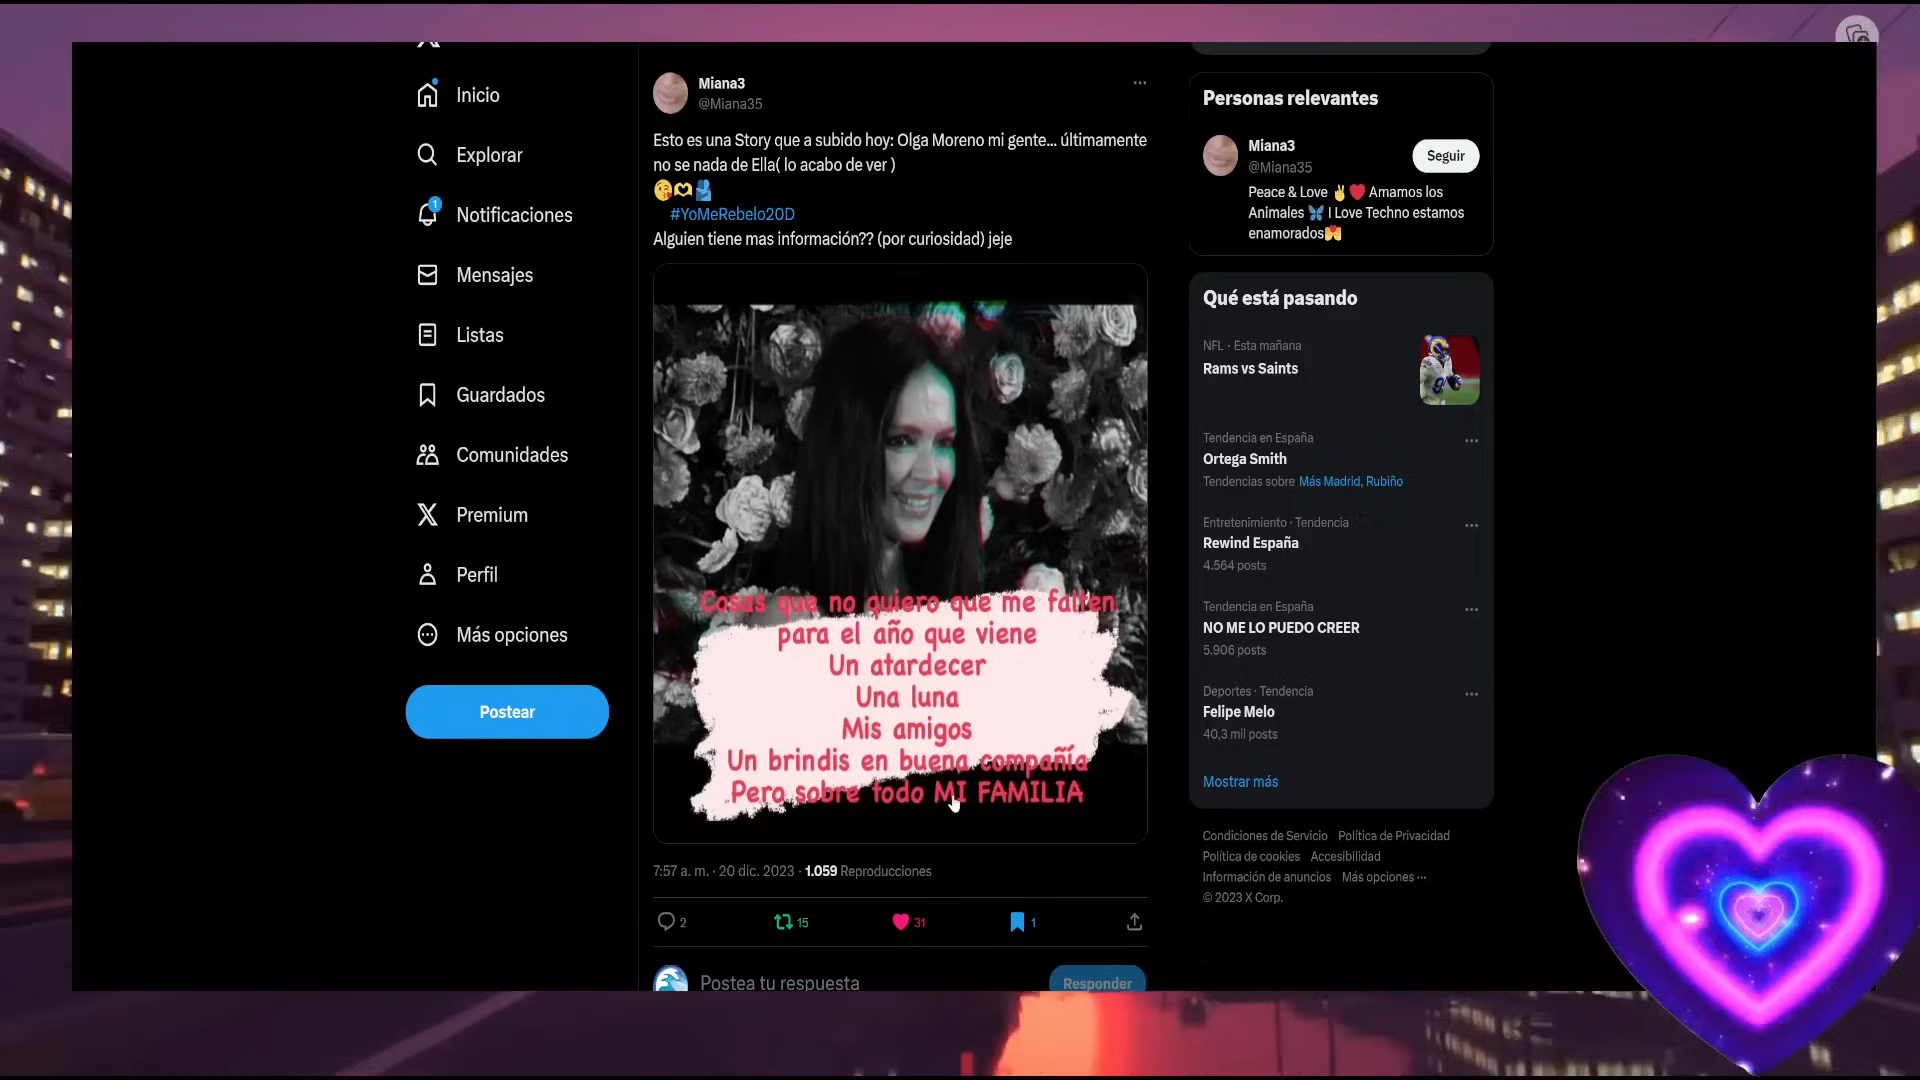 Inicio
Explorar
1
Notificaciones
Mensajes
Listas
Guardados
Comunidades
Premium
Perfil
Más opciones
Postear
Miana3
@Miana35
Esto es una Story que a subido hoy: Olga Moreno mi gente... últimamente
no se nada de Ella( lo acabo de ver )
#YoMeRebelo20D
Alguien tiene mas información?? (por curiosidad) jeje
Cosas que no quiero que me falten
para el año que viene
Un atardecer
Una luna
Mis amigos
Un brindis en buena compañía
Pero sobre todo MI FAMILIA
7:57 a. m. · 20 dic. 2023 · 1.059 Reproducciones
2 15 31 1
Postea tu respuesta
Responder
Personas relevantes
Miana3
@Miana35
Seguir
Peace & Love ✌❤ Amamos los
Animales 🦋 I Love Techno estamos
enamorados
Qué está pasando
NFL · Esta mañana
Rams vs Saints
Tendencia en España
Ortega Smith
Tendencias sobre Más Madrid, Rubiño
Entretenimiento · Tendencia
Rewind España
4.564 posts
Tendencia en España
NO ME LO PUEDO CREER
5.906 posts
Deportes · Tendencia
Felipe Melo
40,3 mil posts
Mostrar más
Condiciones de Servicio Política de Privacidad
Política de cookies Accesibilidad
Información de anuncios Más opciones ···
© 2023 X Corp.